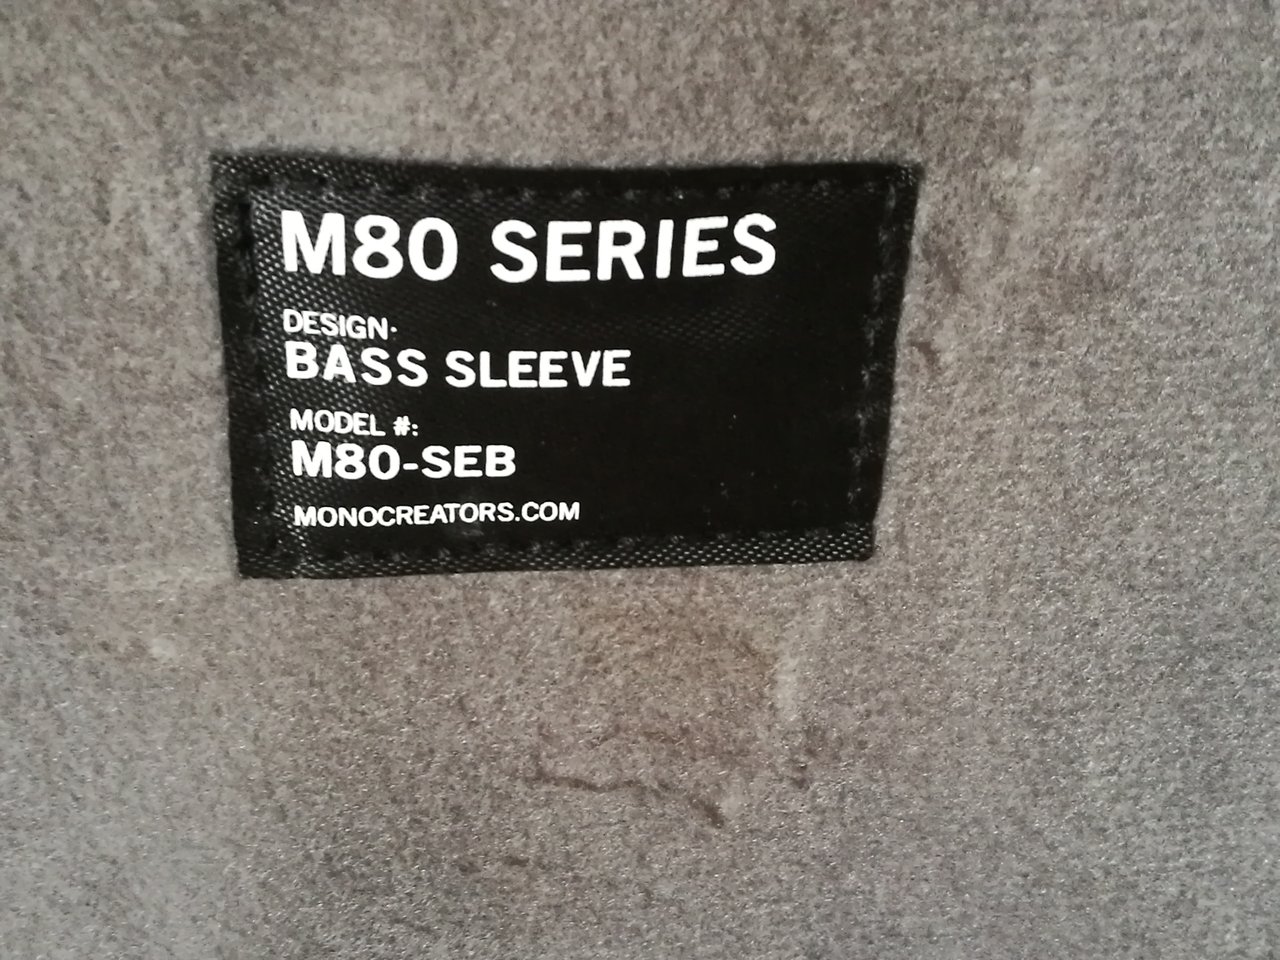 M80 SERIES
DESIGN:
BASS SLEEVE
MODEL #:
M80-SEB
MONOCREATORS.COM